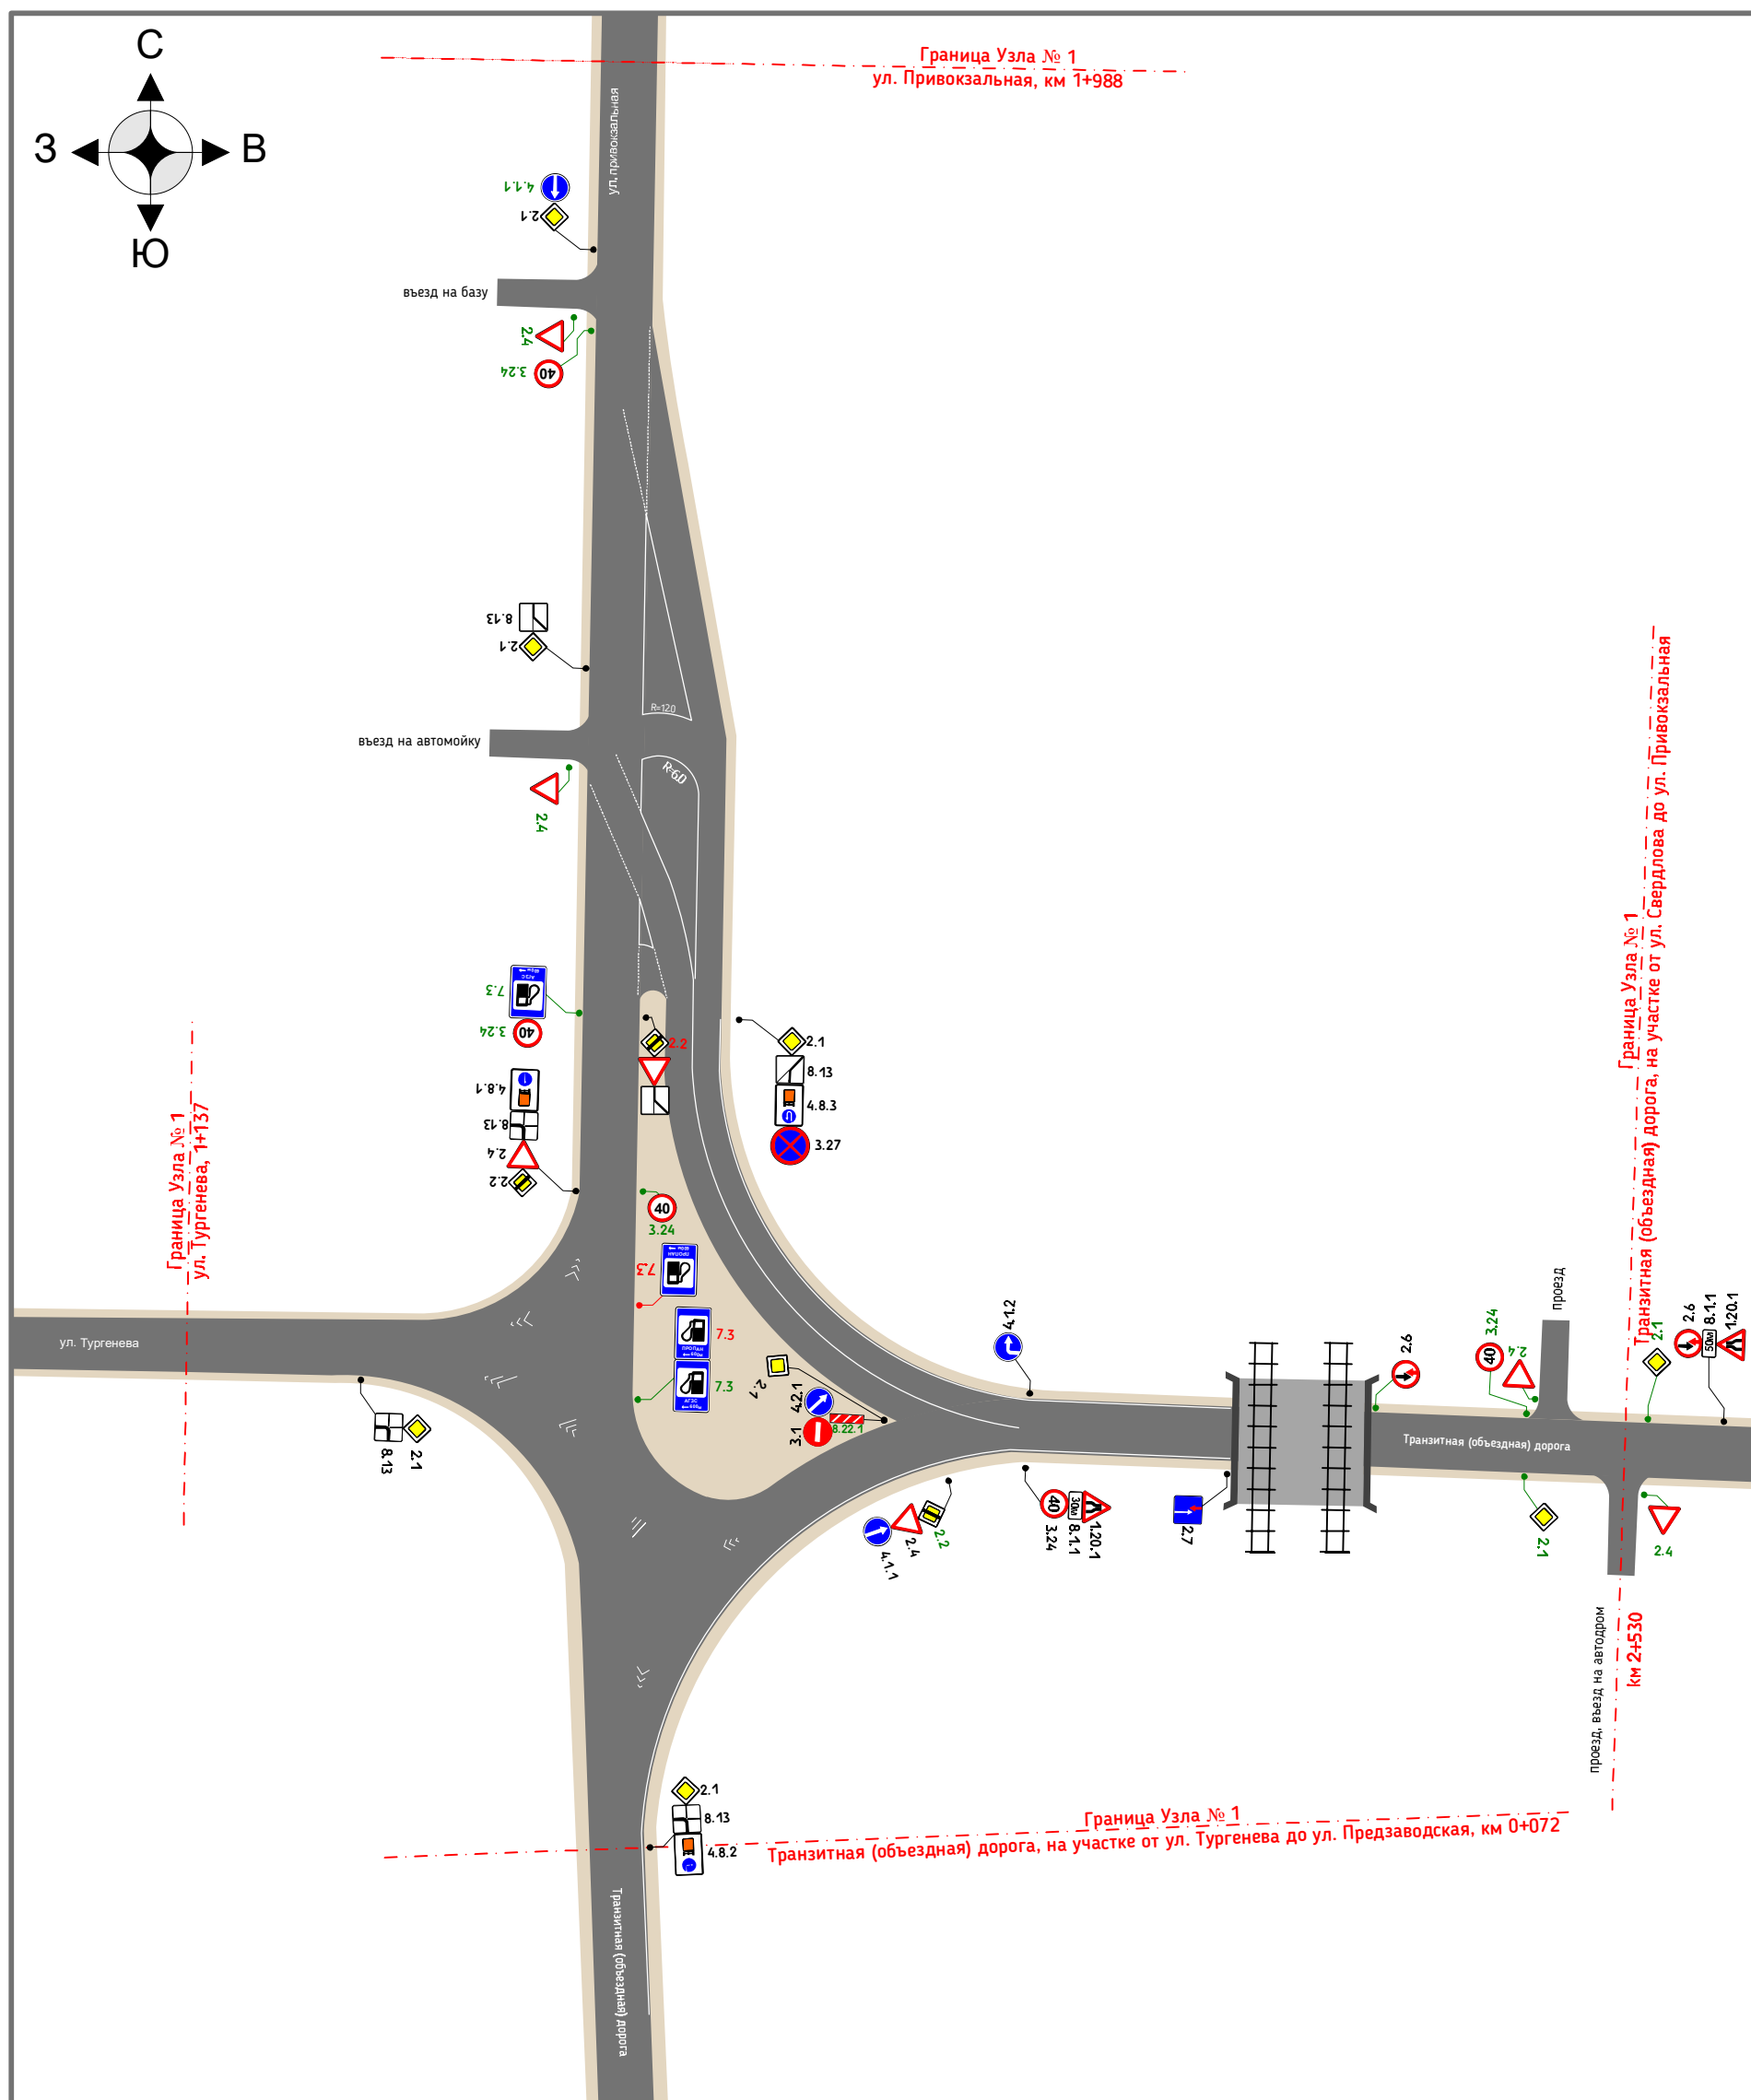 С
З
В
Ю
Граница Узла № 1
ул. Привокзальная, км 1+988
ул. привокзальная
4.1.1
2.1
въезд на базу
2.4
3.24
40
8.13
2.1
R=120
въезд на автомойку
R=6.0
2.4
7.3
АГЗС
3.24
40
4.8.1
8.13
2.4
2.2
2.2
2.1
8.13
4.8.3
3.27
40
3.24
ПРОПАН
7.3
7.3
ПРОПАН
7.3
АГЗС
2.1
4.2.1
3.1
8.22.1
Граница Узла № 1
ул. Тургенева, 1+137
ул. Тургенева
8.13
2.1
4.1.2
2.6
3.24
40
2.4
проезд
Граница Узла № 1
Транзитная (объездная) дорога, на участке от ул. Свердлова до ул. Привокзальная
км 2+530
2.1
2.6
8.1.1
50м
1.20.1
Транзитная (объездная) дорога
4.1.1
2.4
2.2
40
3.24
30м
8.1.1
1.20.1
2.7
2.1
2.4
проезд, въезд на автодром
2.1
8.13
4.8.2
Граница Узла № 1
Транзитная (объездная) дорога, на участке от ул. Тургенева до ул. Предзаводская, км 0+072
Транзитная (объездная) дорога